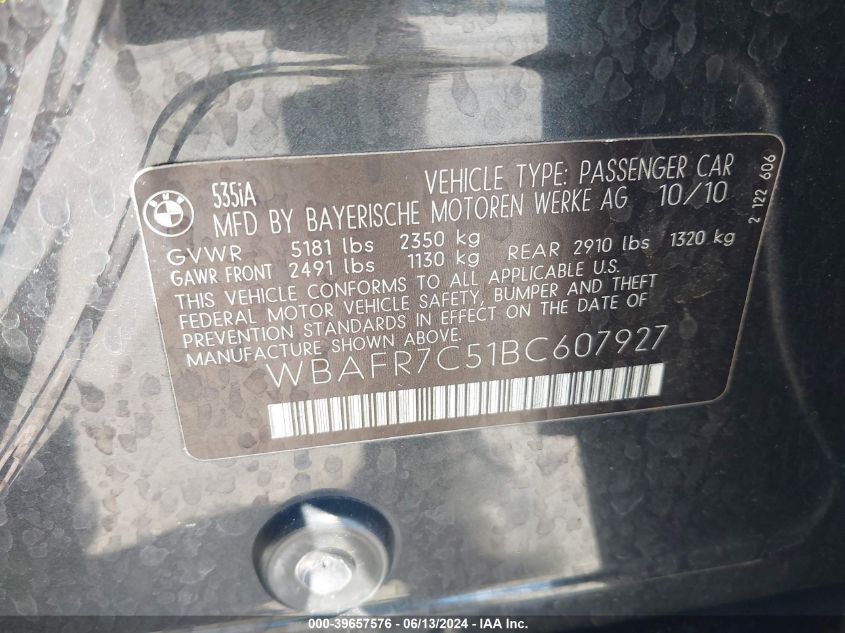 BMW
535iA VEHICLE TYPE: PASSENGER CAR
MFD BY BAYERISCHE MOTOREN WERKE AG 10/10
GVWR 5181 lbs 2350 kg
GAWR FRONT 2491 lbs 1130 kg REAR 2910 lbs 1320 kg
THIS VEHICLE CONFORMS TO ALL APPLICABLE U.S.
FEDERAL MOTOR VEHICLE SAFETY, BUMPER AND THEFT
PREVENTION STANDARDS IN EFFECT ON THE DATE OF
MANUFACTURE SHOWN ABOVE.
WBAFR7C51BC607927
2 122 606
000-39657576 / 06/13/2024 / IAA Inc.